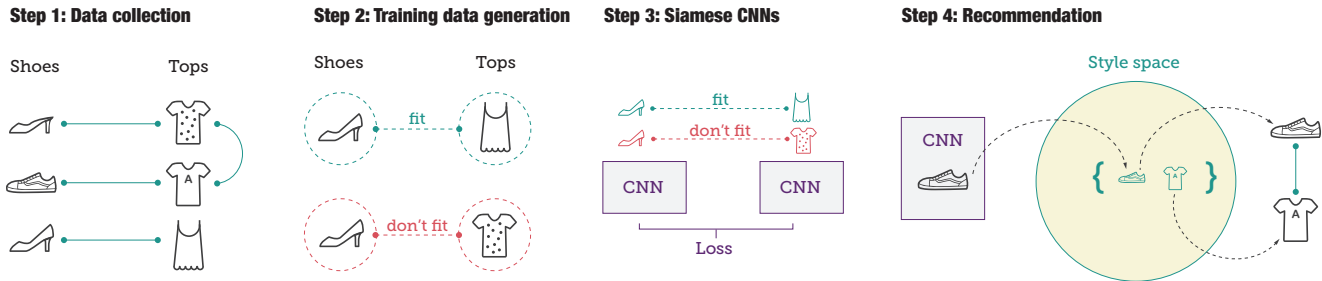 Step 1: Data collection
Shoes
Tops
A
Step 2: Training data generation
Shoes
Tops
fit
don't fit
Step 3: Siamese CNNs
fit
don't fit
CNN
CNN
Loss
Step 4: Recommendation
Style space
CNN
{ A }
A